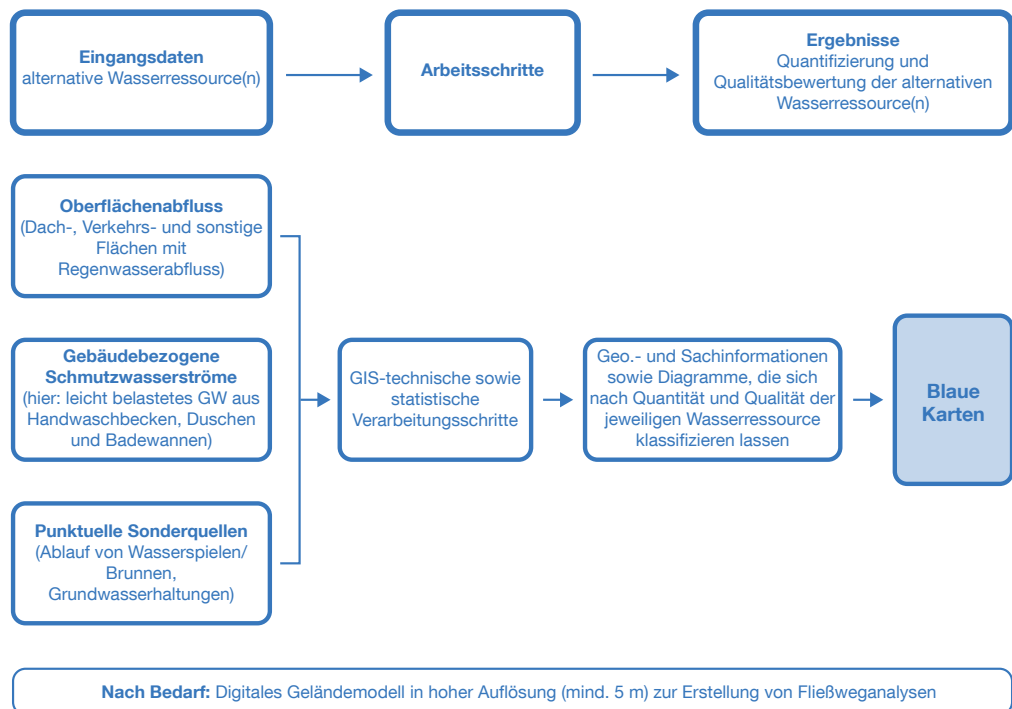 Eingangsdaten
alternative Wasserressource(n)
Arbeitsschritte
Ergebnisse
Quantifizierung und
Qualitätsbewertung der alternativen
Wasserressource(n)
Oberflächenabfluss
(Dach-, Verkehrs- und sonstige
Flächen mit
Regenwasserabfluss)
Gebäudebezogene
Schmutzwasserströme
(hier: leicht belastetes GW aus
Handwaschbecken, Duschen
und Badewannen)
Punktuelle Sonderquellen
(Ablauf von Wasserspielen/
Brunnen,
Grundwasserhaltungen)
GIS-technische sowie
statistische
Verarbeitungsschritte
Geo.- und Sachinformationen
sowie Diagramme, die sich
nach Quantität und Qualität der
jeweiligen Wasserressource
klassifizieren lassen
Blaue
Karten
Nach Bedarf: Digitales Geländemodell in hoher Auflösung (mind. 5 m) zur Erstellung von Fließweganalysen